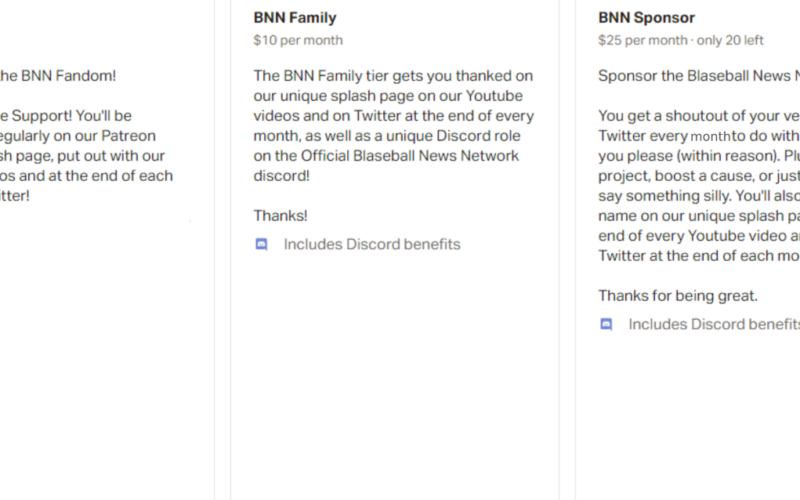 the BNN Fandom!
e Support! You'll be
egularly on our Patreon
sh page, put out with our
os and at the end of each
itter!
BNN Family
$10 per month
The BNN Family tier gets you thanked on
our unique splash page on our Youtube
videos and on Twitter at the end of every
month, as well as a unique Discord role
on the Official Blaseball News Network
discord!
Thanks!
Includes Discord benefits
BNN Sponsor
$25 per month · only 20 left
Sponsor the Blaseball News N
You get a shoutout of your ve
Twitter every month to do with
you please (within reason). Plu
project, boost a cause, or just
say something silly. You'll also
name on our unique splash pa
end of every Youtube video a
Twitter at the end of each mo
Thanks for being great.
Includes Discord benefits